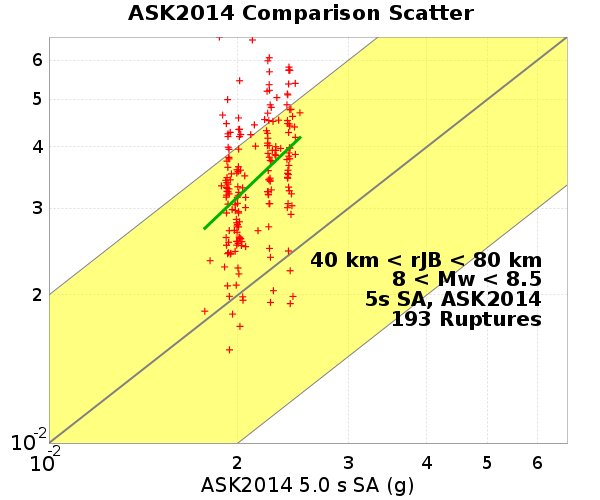 ASK2014 Comparison Scatter
6
5
4
3
2
10-2
10-2
2
3
4
5
6
40 km < rJB < 80 km
8 < Mw < 8.5
5s SA, ASK2014
193 Ruptures
ASK2014 5.0 s SA (g)